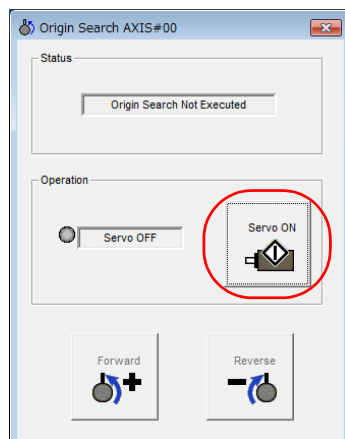 Origin Search AXIS#00
Status
Origin Search Not Executed
Operation
Servo OFF
Servo ON
Forward
Reverse